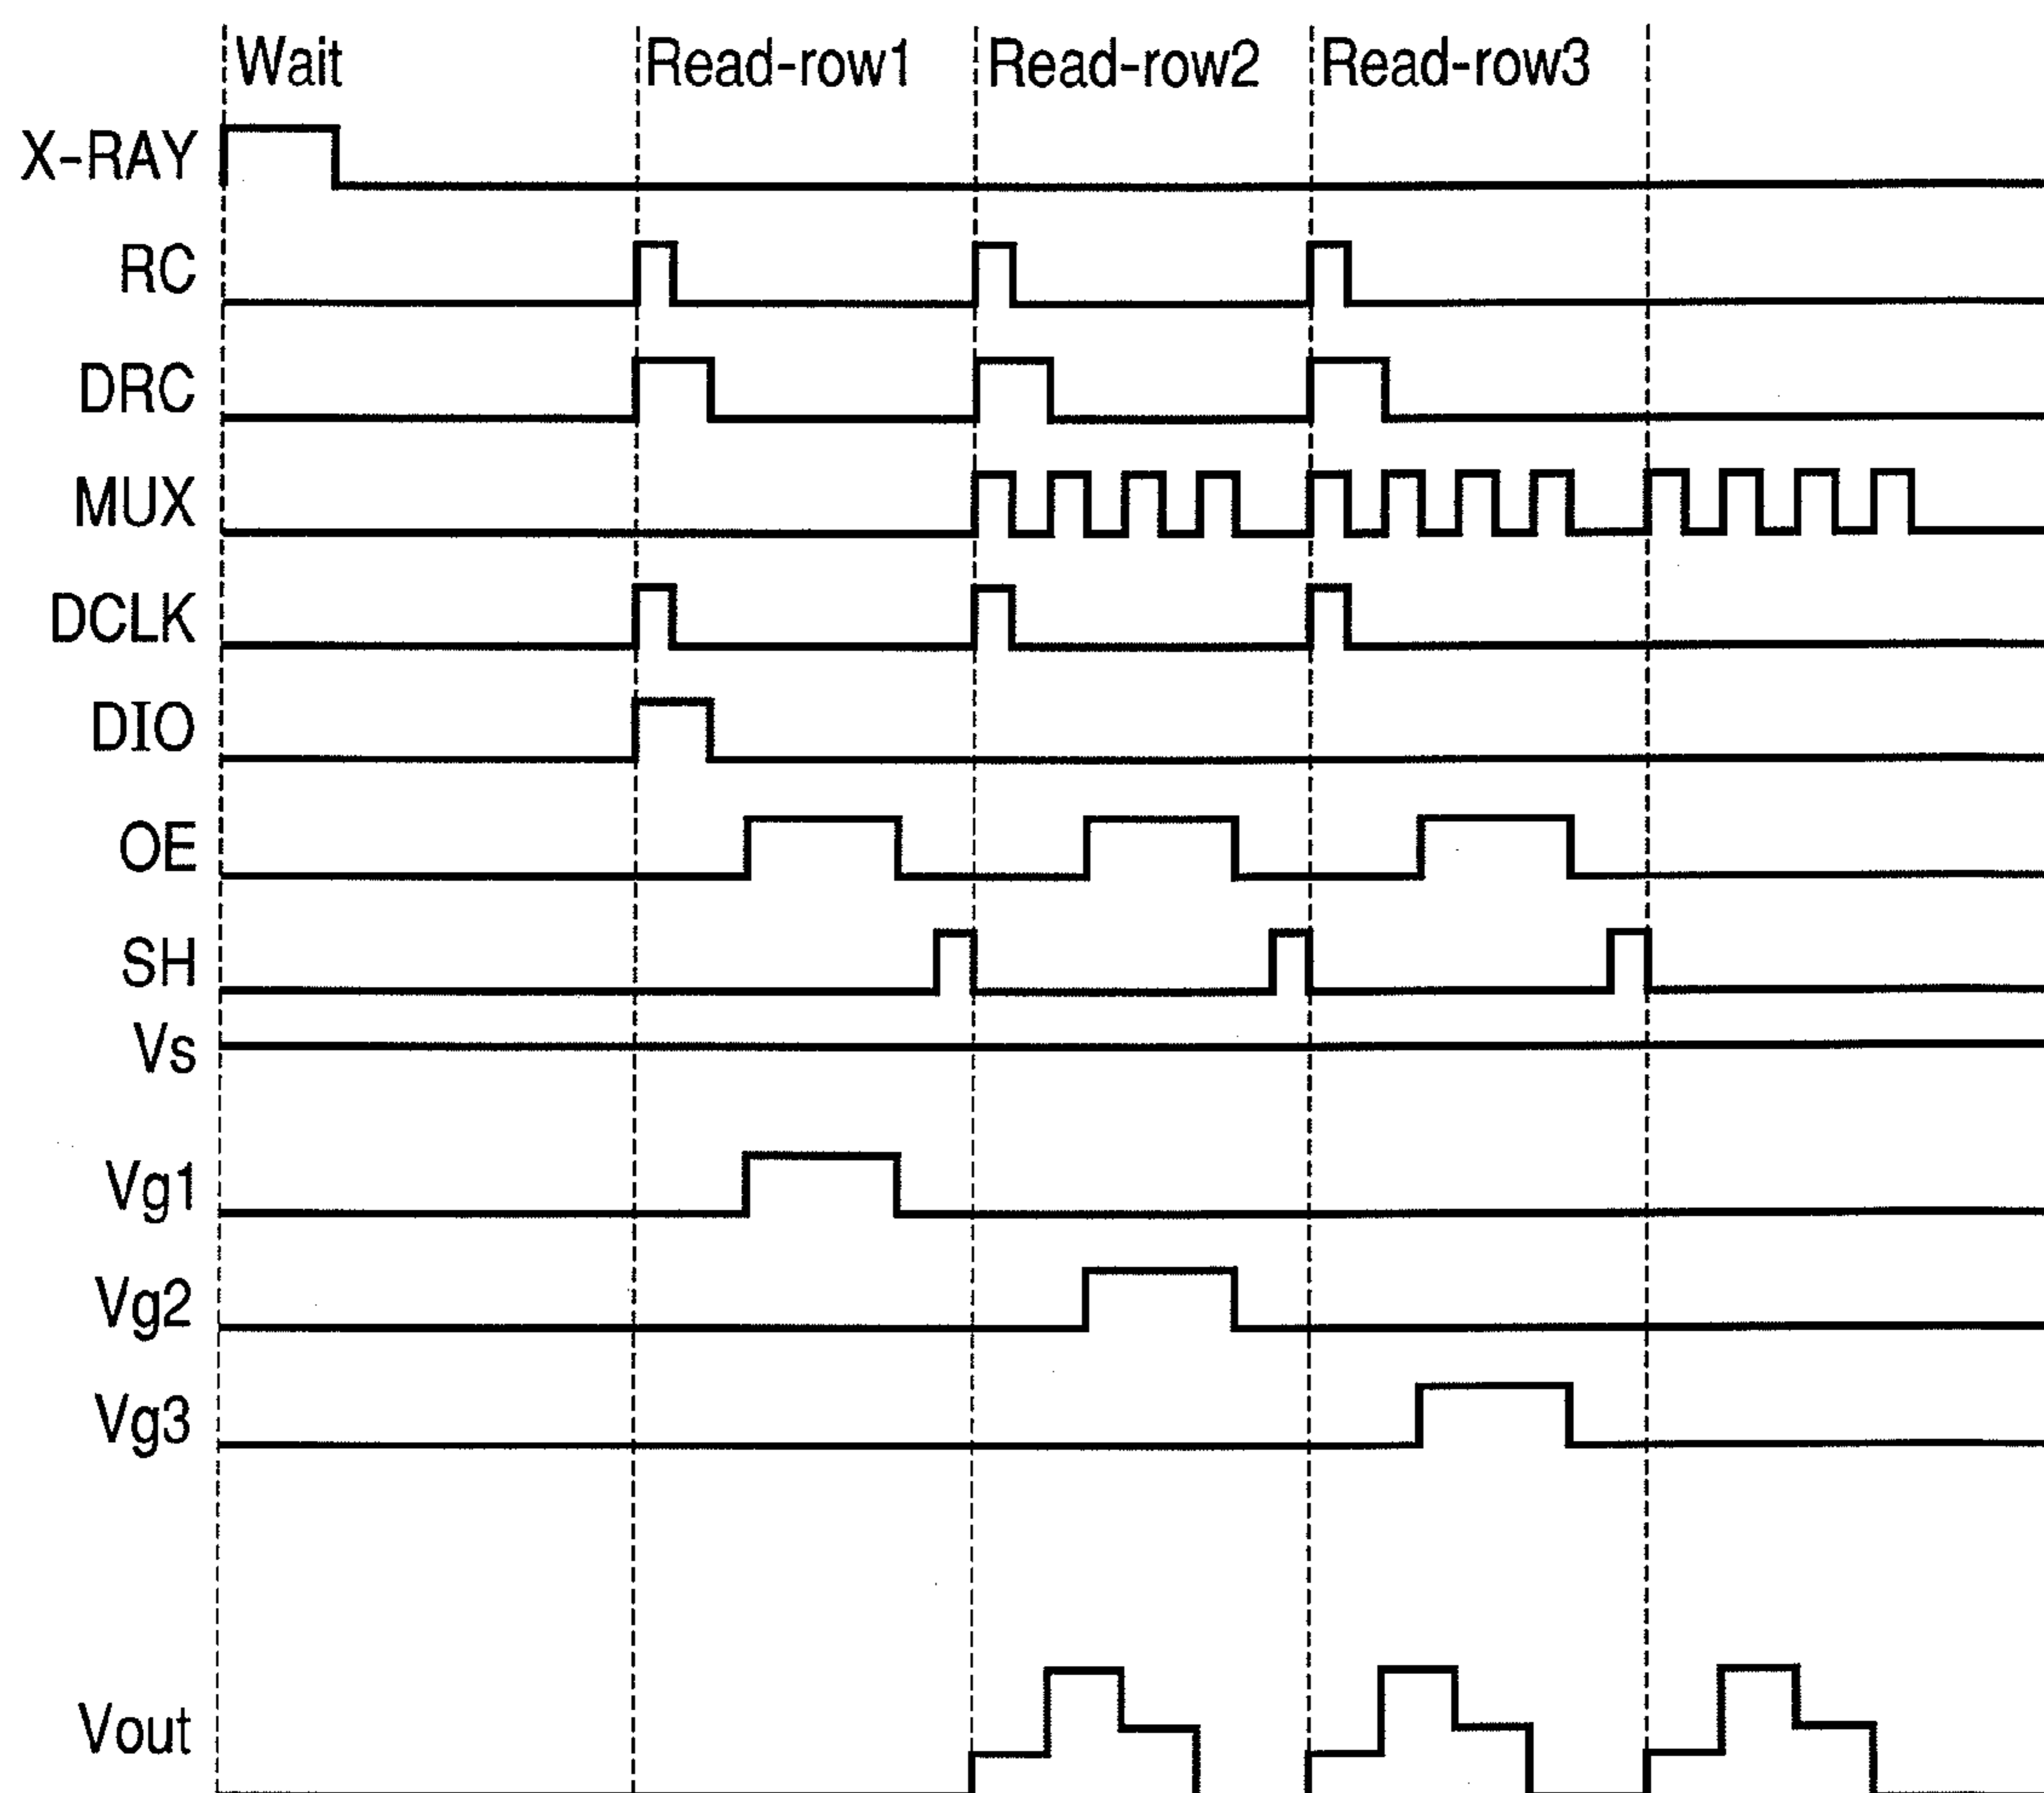 Wait Read-row1 Read-row2 Read-row3
X-RAY
RC
DRC
MUX
DCLK
DIO
OE
SH
Vs
Vg1
Vg2
Vg3
Vout